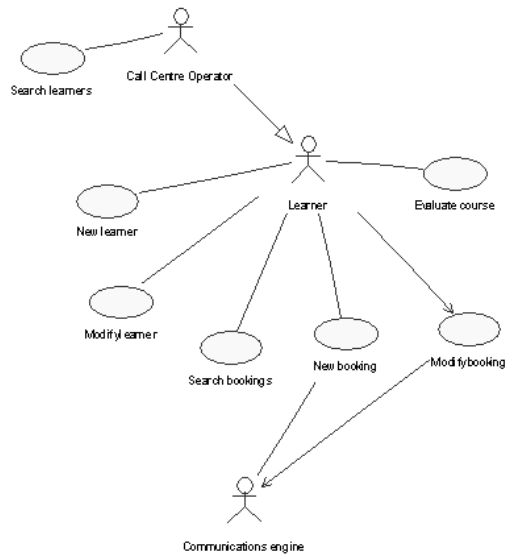 Search learners
Call Centre Operator
New learner
Learner
Evaluate course
Modify learner
Search bookings
New booking
Modify booking
Communications engine